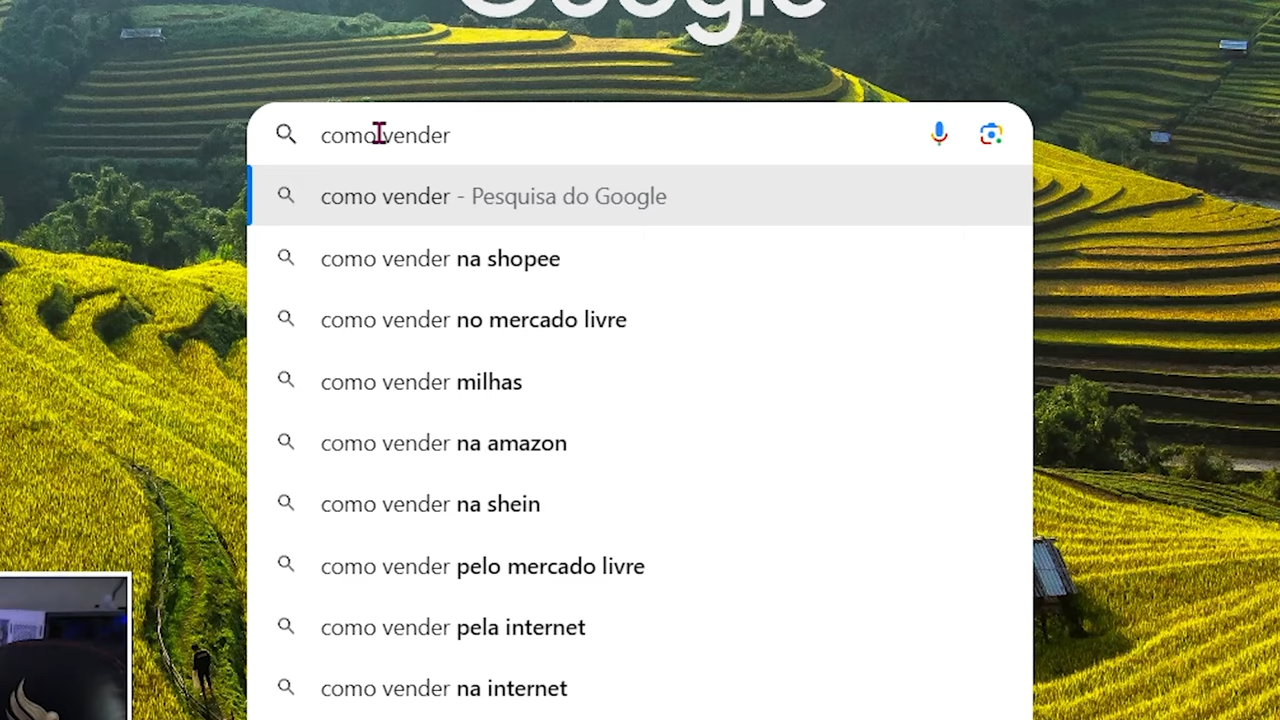 Google
como vender
como vender - Pesquisa do Google
como vender na shopee
como vender no mercado livre
como vender milhas
como vender na amazon
como vender na shein
como vender pelo mercado livre
como vender pela internet
como vender na internet